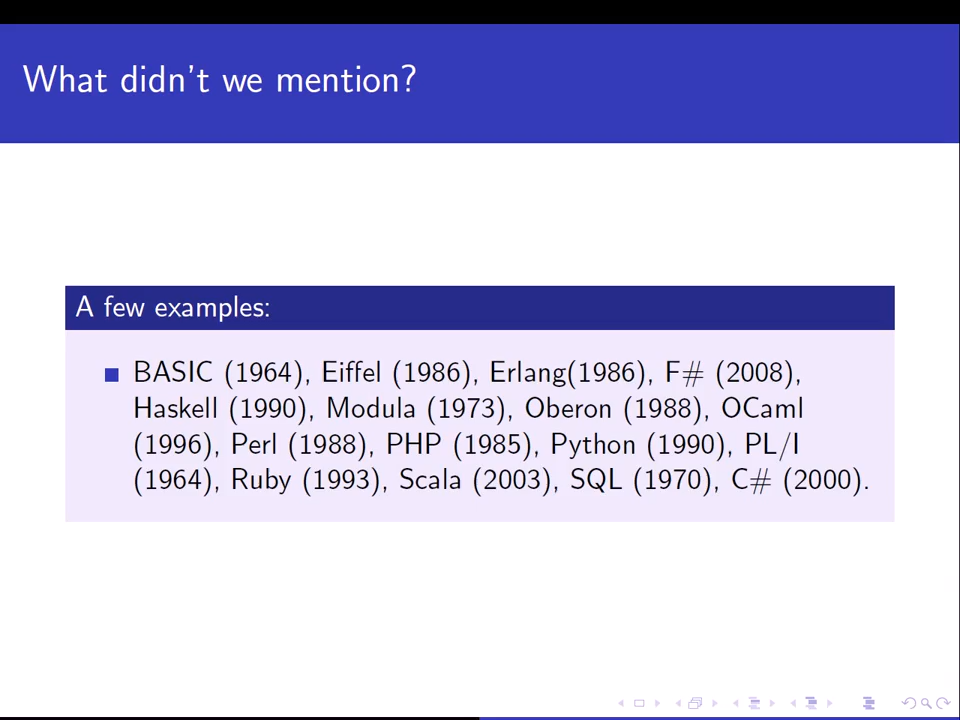 What didn't we mention?
A few examples:
BASIC (1964), Eiffel (1986), Erlang(1986), F# (2008),
Haskell (1990), Modula (1973), Oberon (1988), OCaml
(1996), Perl (1988), PHP (1985), Python (1990), PL/I
(1964), Ruby (1993), Scala (2003), SQL (1970), C# (2000).